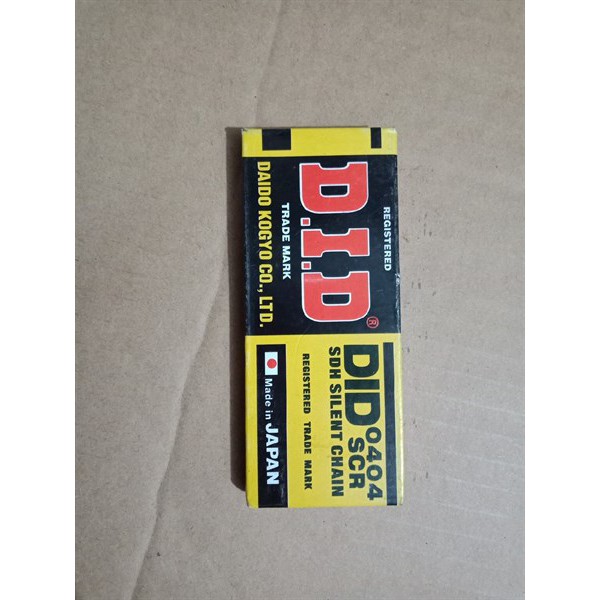 REGISTERED
D.I.D®
TRADE MARK
DAIDO KOGYO CO., LTD.
DID 0404
SCR
SDH SILENT CHAIN
REGISTERED TRADE MARK
Made in JAPAN